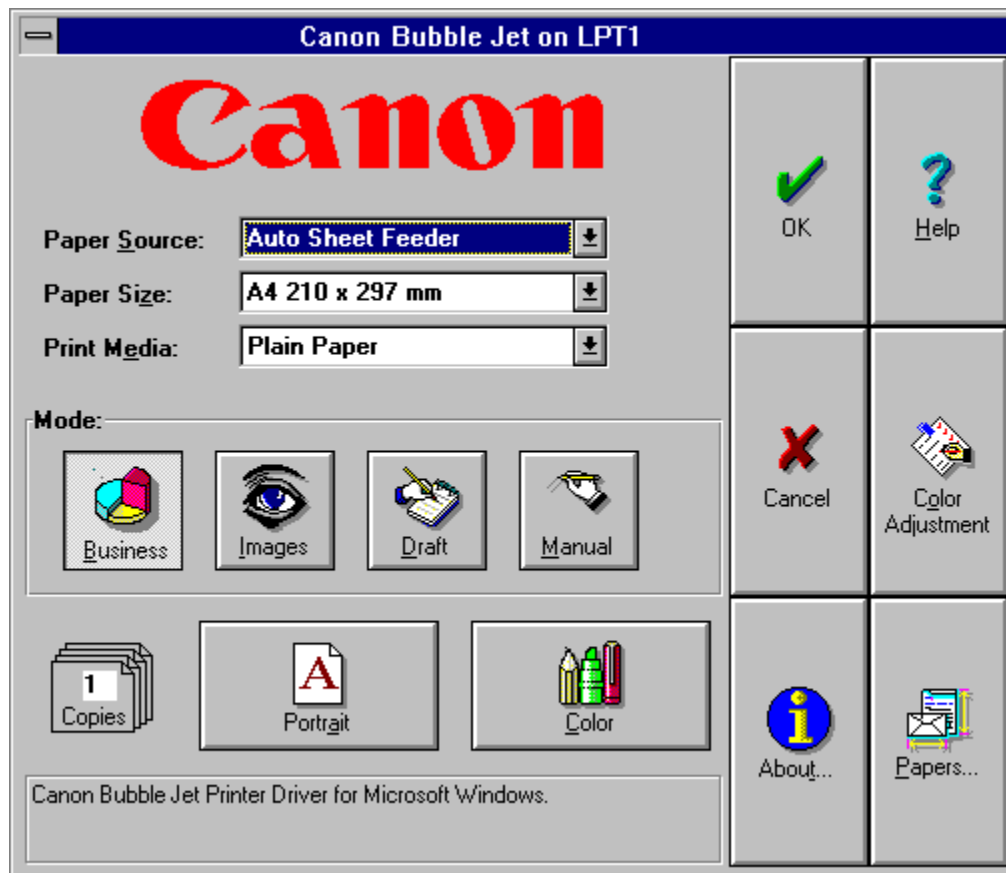 Canon Bubble Jet on LPT1
Canon
Paper Source: Auto Sheet Feeder
Paper Size: A4 210 x 297 mm
Print Media: Plain Paper
Mode:
Business Images Draft Manual
1
Copies
A
Portrait
Color
Canon Bubble Jet Printer Driver for Microsoft Windows.
OK
Help
Cancel
Color
Adjustment
About...
Papers...